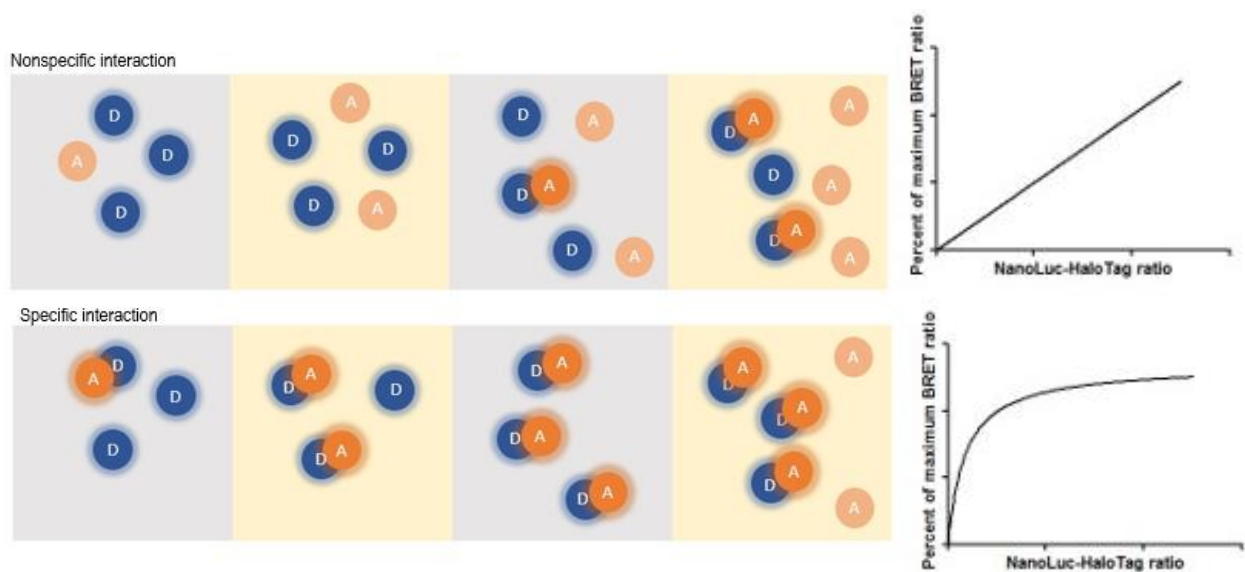 Nonspecific interaction
D
A
D
D
A
D
D
D
A
D
A
D
A
D
A
D
A
A
D
A
D
A
A
Percent of maximum BRET ratio
NanoLuc-HaloTag ratio
Specific interaction
D
A
D
D
A
D
D
D
A
A
D
A
D
A
D
A
A
D
A
D
A
D
A
Percent of maximum BRET ratio
NanoLuc-HaloTag ratio